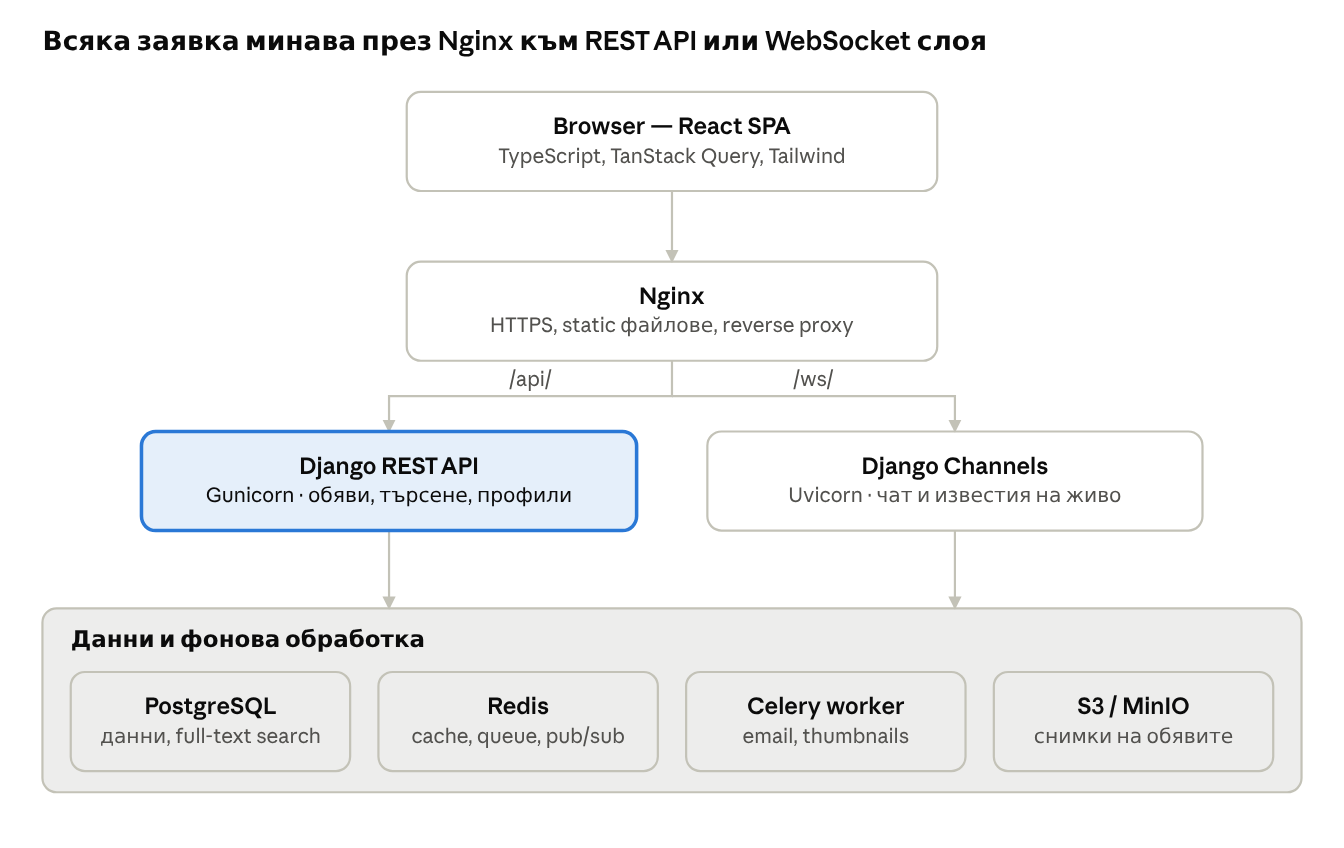 Всяка заявка минава през Nginx към REST API или WebSocket слоя
Browser — React SPA
TypeScript, TanStack Query, Tailwind
Nginx
HTTPS, static файлове, reverse proxy
/api/
/ws/
Django REST API
Gunicorn · обяви, търсене, профили
Django Channels
Uvicorn · чат и известия на живо
Данни и фонова обработка
PostgreSQL
данни, full-text search
Redis
cache, queue, pub/sub
Celery worker
email, thumbnails
S3 / MinIO
снимки на обявите